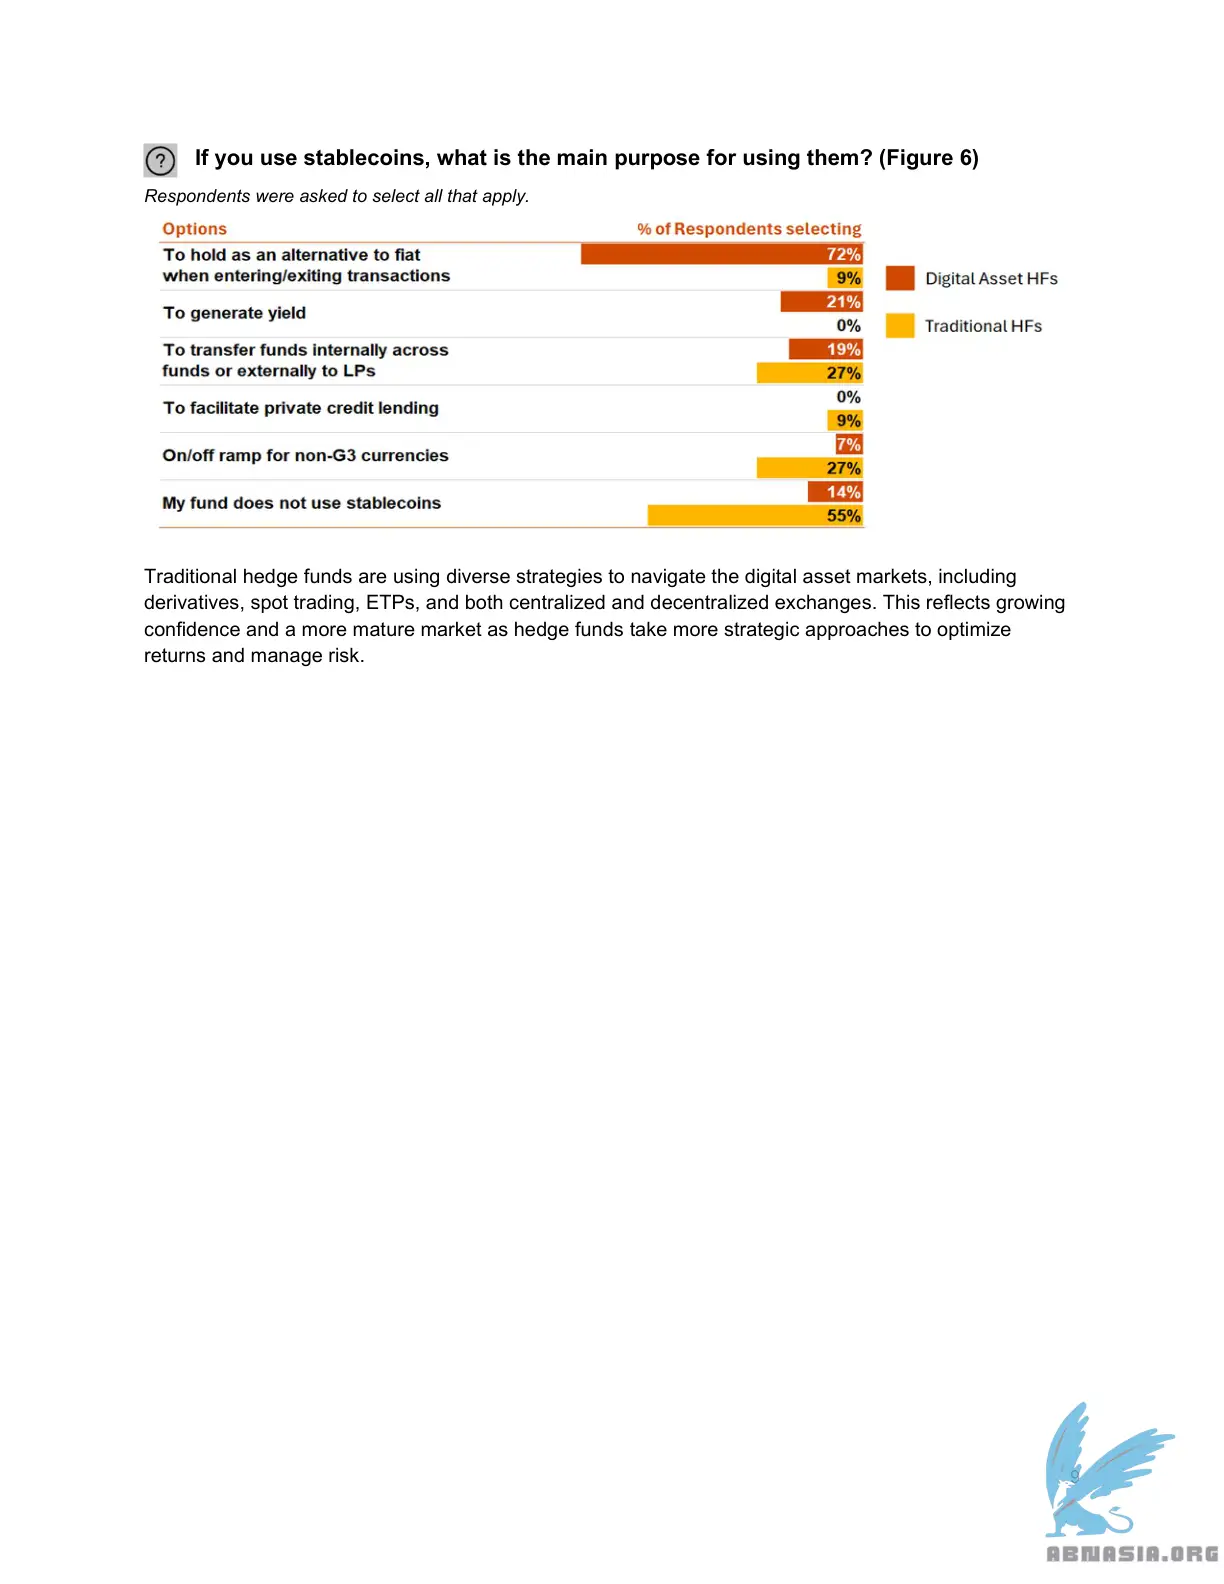 If you use stablecoins, what is the main purpose for using them? (Figure 6)
Respondents were asked to select all that apply.
Options % of Respondents selecting
To hold as an alternative to fiat
when entering/exiting transactions
72%
9%
Digital Asset HFs
To generate yield
21%
0%
Traditional HFs
To transfer funds internally across
funds or externally to LPs
19%
27%
To facilitate private credit lending
0%
9%
On/off ramp for non-G3 currencies
7%
27%
My fund does not use stablecoins
14%
55%
Traditional hedge funds are using diverse strategies to navigate the digital asset markets, including
derivatives, spot trading, ETPs, and both centralized and decentralized exchanges. This reflects growing
confidence and a more mature market as hedge funds take more strategic approaches to optimize
returns and manage risk.
9
ABNASIA.ORG